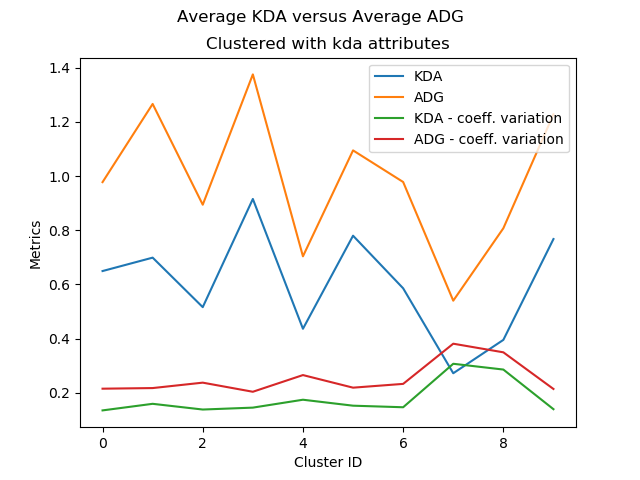 Average KDA versus Average ADG
Clustered with kda attributes
KDA
ADG
KDA - coeff. variation
ADG - coeff. variation
Metrics
1.4
1.2
1.0
0.8
0.6
0.4
0.2
0 2 4 6 8
Cluster ID